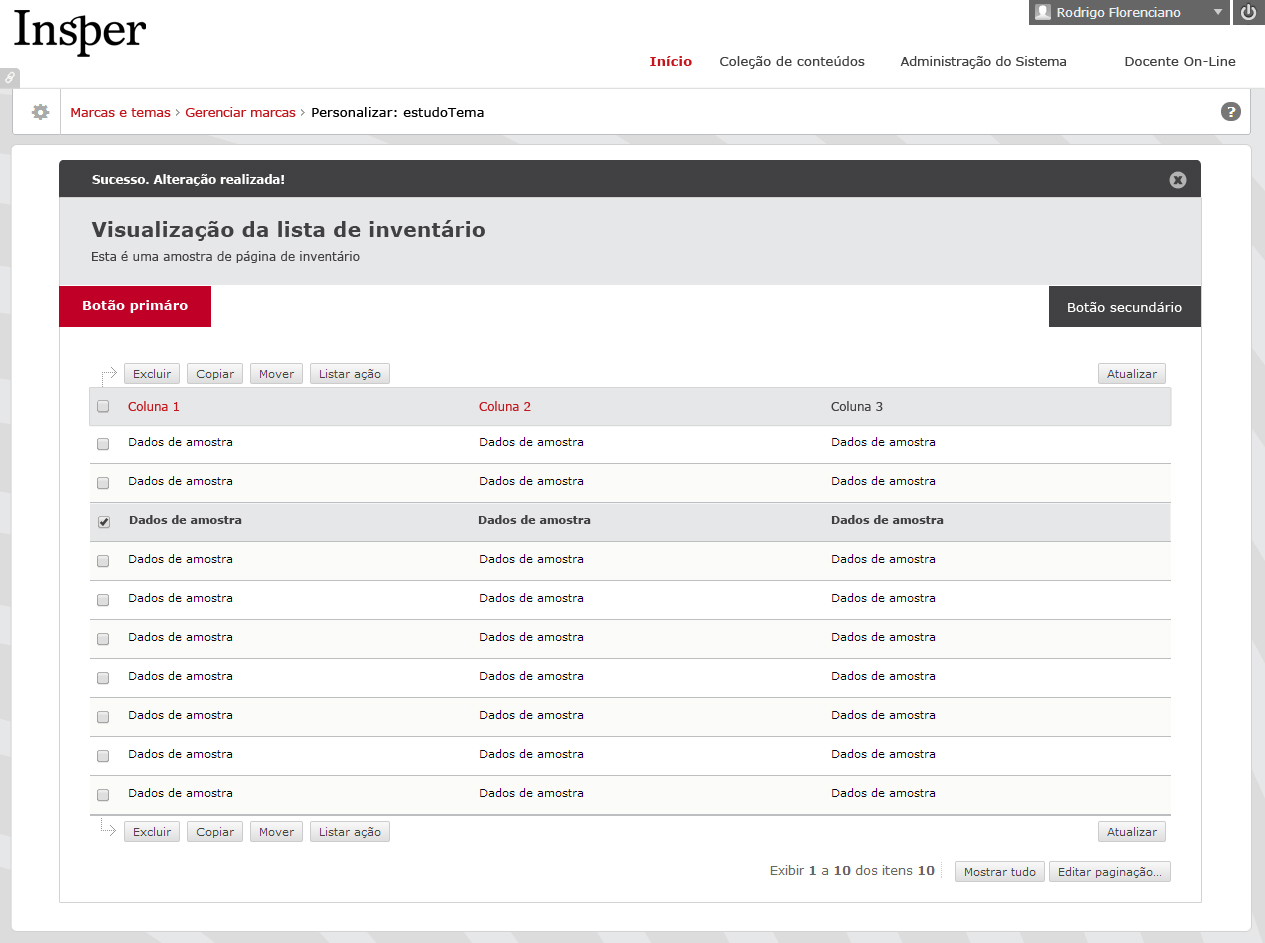 Insper
Rodrigo Florenciano
Início Coleção de conteúdos Administração do Sistema Docente On-Line
Marcas e temas › Gerenciar marcas › Personalizar: estudoTema ?
Sucesso. Alteração realizada!
Visualização da lista de inventário
Esta é uma amostra de página de inventário
Botão primáro Botão secundário
Excluir Copiar Mover Listar ação Atualizar
Coluna 1 Coluna 2 Coluna 3
Dados de amostra Dados de amostra Dados de amostra
Dados de amostra Dados de amostra Dados de amostra
Dados de amostra Dados de amostra Dados de amostra
Dados de amostra Dados de amostra Dados de amostra
Dados de amostra Dados de amostra Dados de amostra
Dados de amostra Dados de amostra Dados de amostra
Dados de amostra Dados de amostra Dados de amostra
Dados de amostra Dados de amostra Dados de amostra
Dados de amostra Dados de amostra Dados de amostra
Dados de amostra Dados de amostra Dados de amostra
Excluir Copiar Mover Listar ação Atualizar
Exibir 1 a 10 dos itens 10 Mostrar tudo Editar paginação...